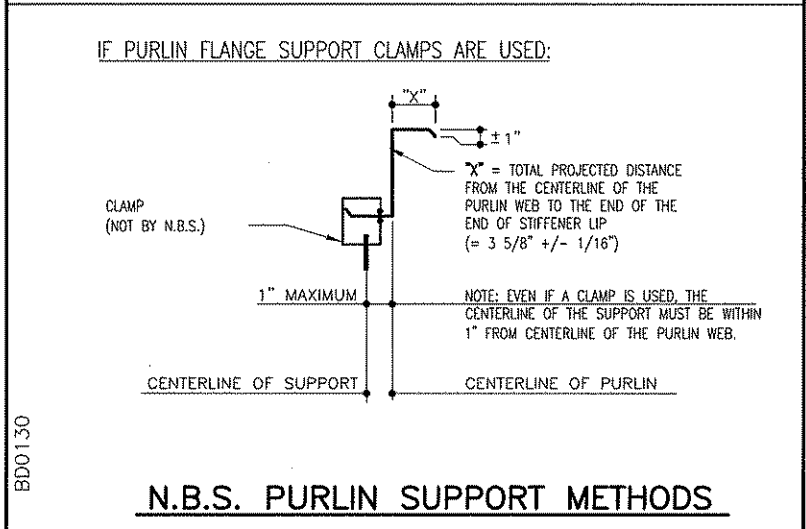 IF PURLIN FLANGE SUPPORT CLAMPS ARE USED:
"X"
± 1"
"X" = TOTAL PROJECTED DISTANCE
FROM THE CENTERLINE OF THE
PURLIN WEB TO THE END OF THE
END OF STIFFENER LIP
(= 3 5/8" +/- 1/16")
CLAMP
(NOT BY N.B.S.)
1" MAXIMUM
NOTE: EVEN IF A CLAMP IS USED, THE
CENTERLINE OF THE SUPPORT MUST BE WITHIN
1" FROM CENTERLINE OF THE PURLIN WEB.
CENTERLINE OF SUPPORT
CENTERLINE OF PURLIN
BD0130
N.B.S. PURLIN SUPPORT METHODS